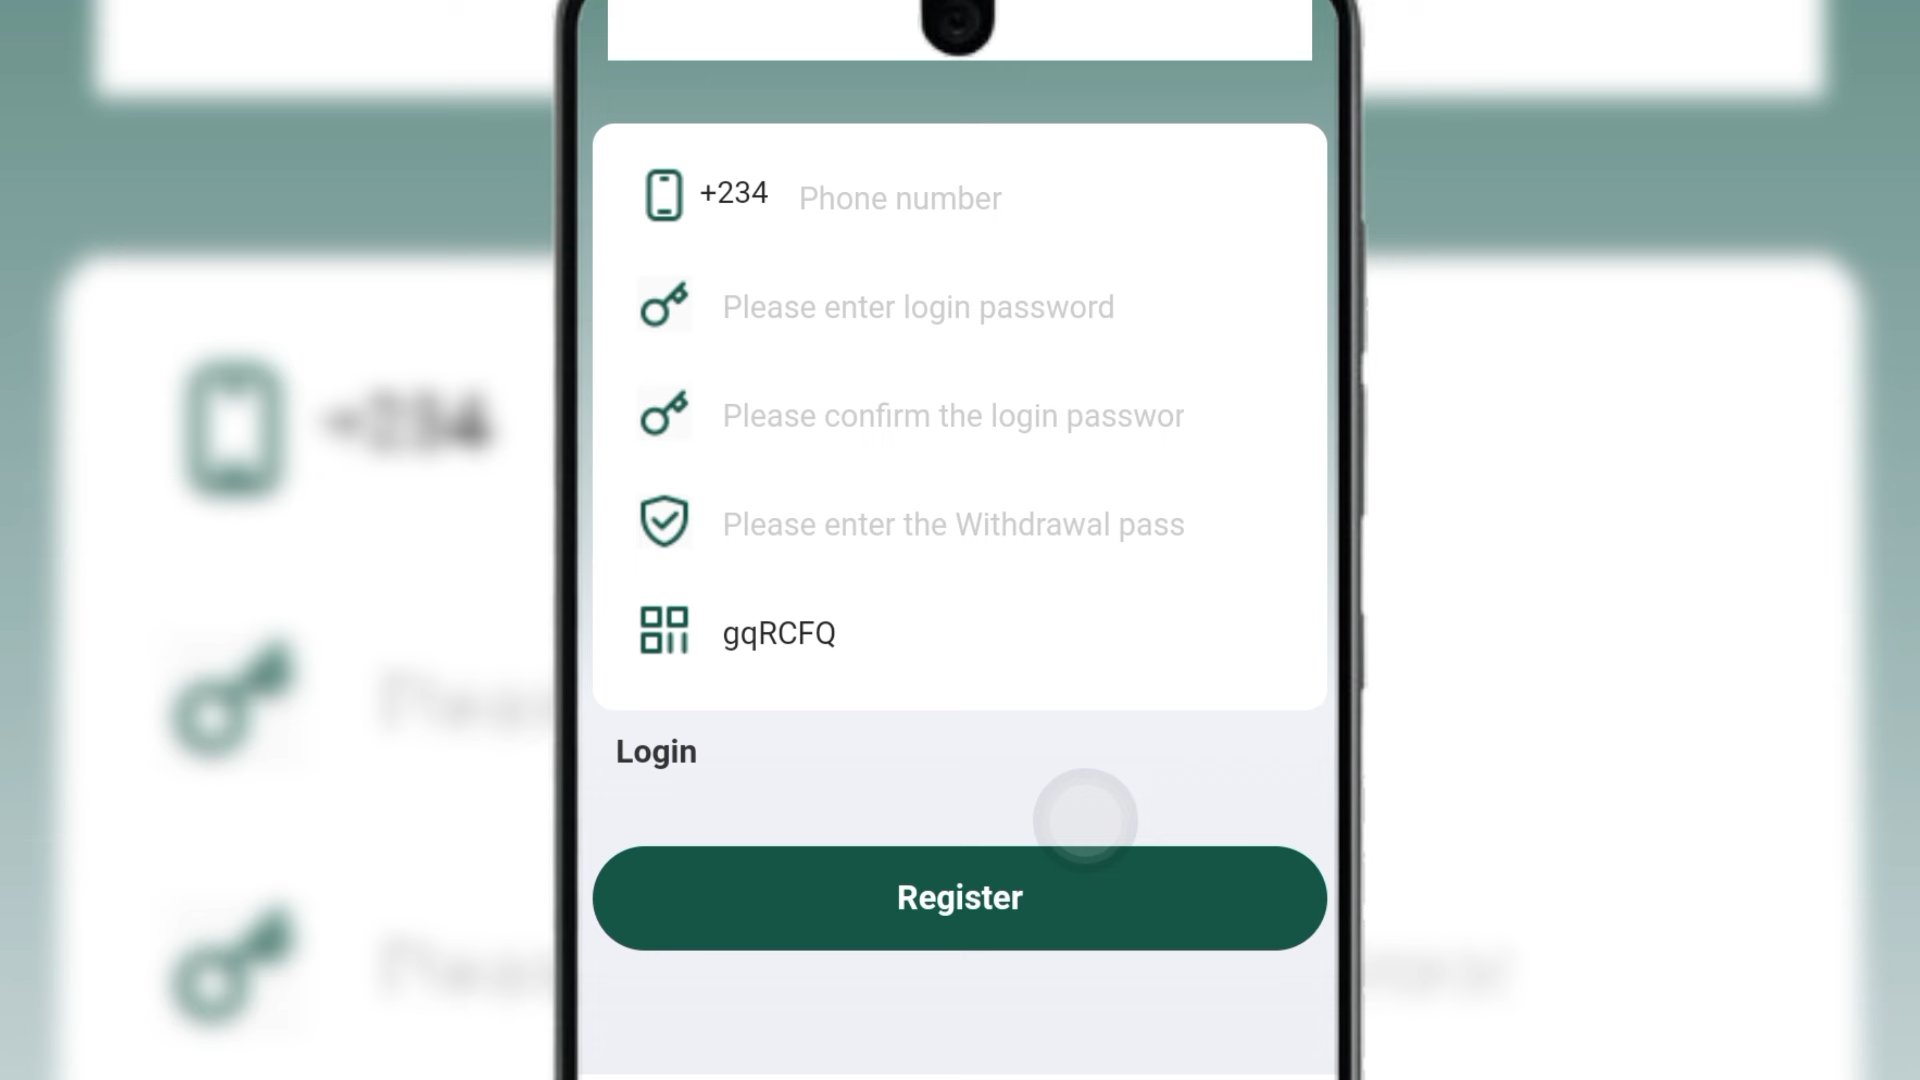 +234 Phone number
Please enter login password
Please confirm the login passwor
Please enter the Withdrawal pass
gqRCFQ
Login
Register
+234